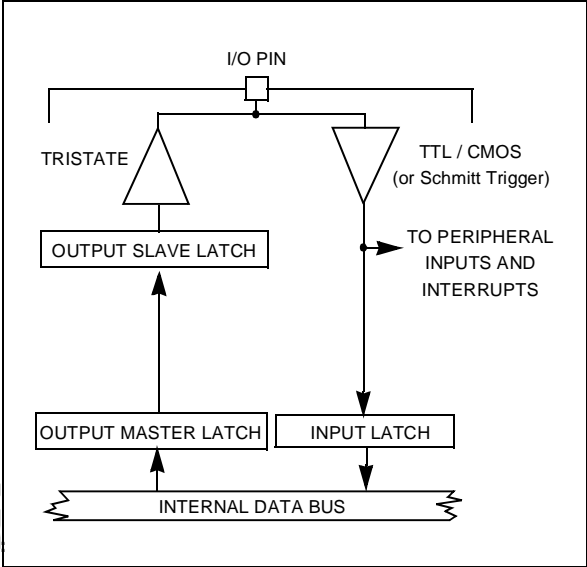 I/O PIN
TRISTATE
TTL / CMOS
(or Schmitt Trigger)
OUTPUT SLAVE LATCH
TO PERIPHERAL
INPUTS AND
INTERRUPTS
OUTPUT MASTER LATCH
INPUT LATCH
INTERNAL DATA BUS